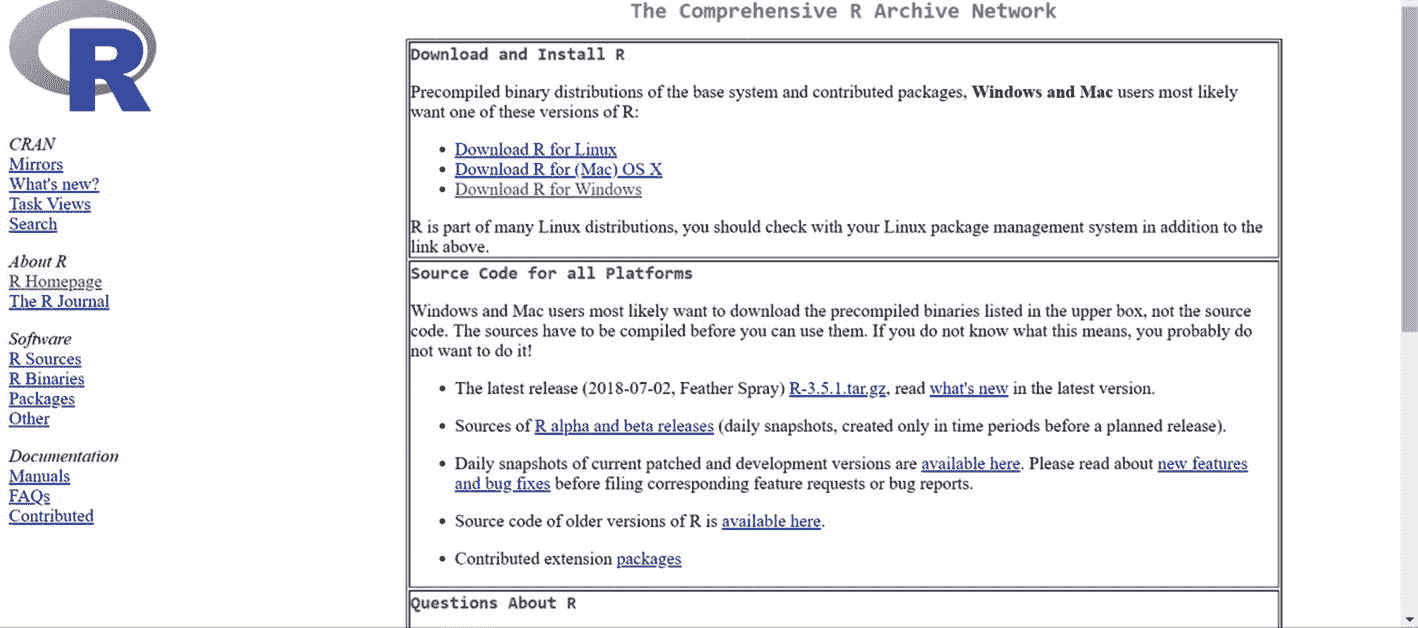 The Comprehensive R Archive Network
R
CRAN
Mirrors
What's new?
Task Views
Search
About R
R Homepage
The R Journal
Software
R Sources
R Binaries
Packages
Other
Documentation
Manuals
FAQs
Contributed
Download and Install R
Precompiled binary distributions of the base system and contributed packages, Windows and Mac users most likely
want one of these versions of R:
• Download R for Linux
• Download R for (Mac) OS X
• Download R for Windows
R is part of many Linux distributions, you should check with your Linux package management system in addition to the
link above.
Source Code for all Platforms
Windows and Mac users most likely want to download the precompiled binaries listed in the upper box, not the source
code. The sources have to be compiled before you can use them. If you do not know what this means, you probably do
not want to do it!
• The latest release (2018-07-02, Feather Spray) R-3.5.1.tar.gz, read what's new in the latest version.
• Sources of R alpha and beta releases (daily snapshots, created only in time periods before a planned release).
• Daily snapshots of current patched and development versions are available here. Please read about new features
and bug fixes before filing corresponding feature requests or bug reports.
• Source code of older versions of R is available here.
• Contributed extension packages
Questions About R